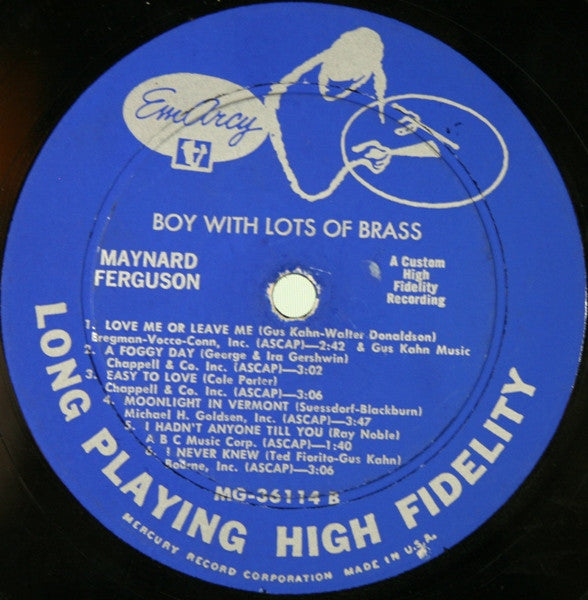 EmArcy
BOY WITH LOTS OF BRASS
MAYNARD
FERGUSON
A Custom
High
Fidelity
Recording
1. LOVE ME OR LEAVE ME (Gus Kahn-Walter Donaldson)
Bregman-Vocco-Conn, Inc. (ASCAP)—2:42 & Gus Kahn Music
2. A FOGGY DAY (George & Ira Gershwin)
Chappell & Co. Inc. (ASCAP)—3:02
3. EASY TO LOVE (Cole Porter)
Chappell & Co. Inc. (ASCAP)—3:06
4. MOONLIGHT IN VERMONT (Suessdorf-Blackburn)
Michael H. Goldsen, Inc. (ASCAP)—3:47
5. I HADN'T ANYONE TILL YOU (Ray Noble)
A B C Music Corp. (ASCAP)—1:40
6. I NEVER KNEW (Ted Fiorito-Gus Kahn)
Bourne, Inc. (ASCAP)—3:06
MG-36114 B
LONG PLAYING HIGH FIDELITY
MERCURY RECORD CORPORATION MADE IN U.S.A.